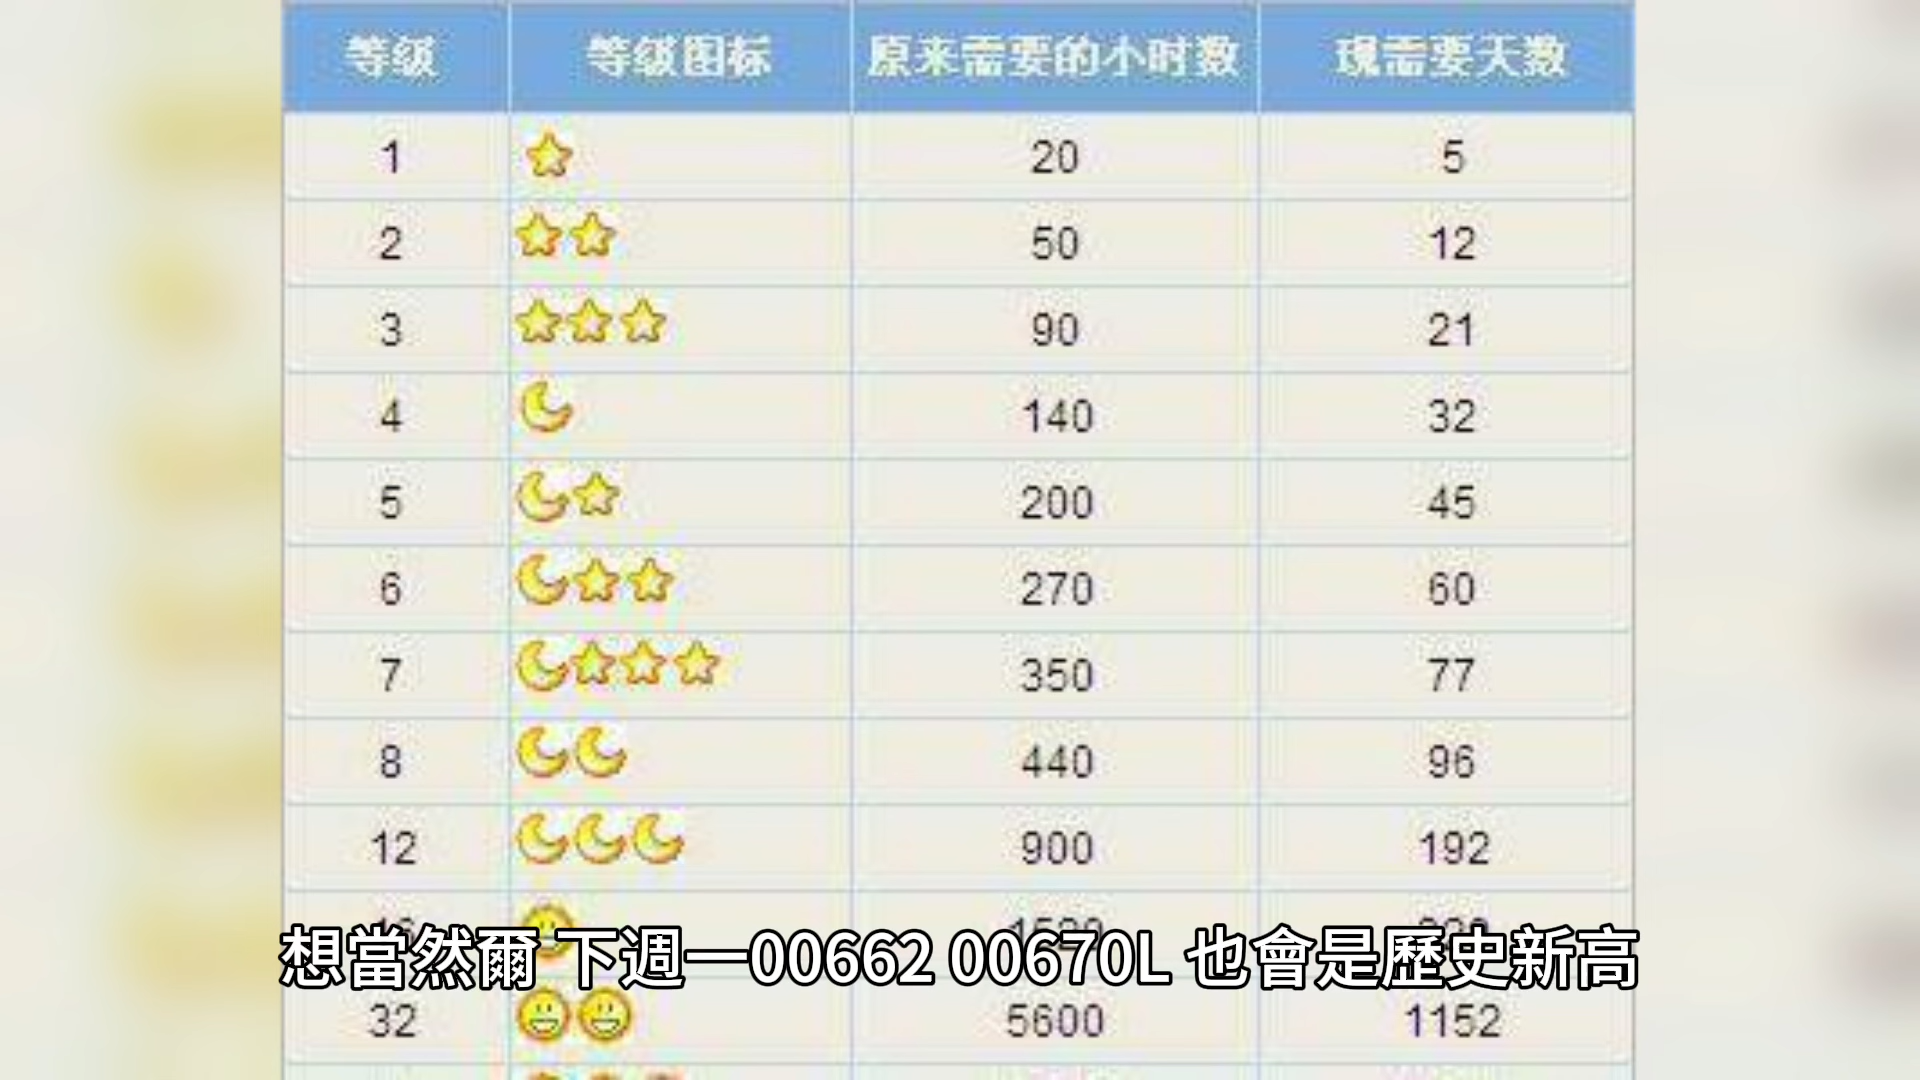 等级 等级图标 原来需要的小时数 现需要天数
1 20 5
2 50 12
3 90 21
4 140 32
5 200 45
6 270 60
7 350 77
8 440 96
12 900 192
想當然爾 下週一00662 00670L 也會是歷史新高
32 5600 1152